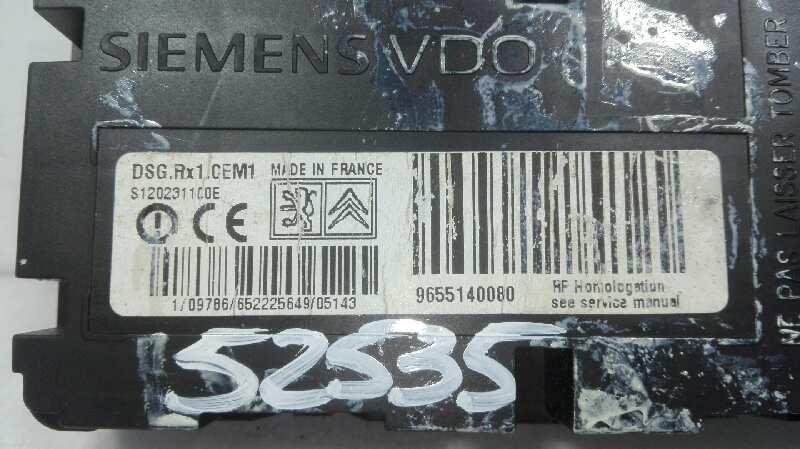 SIEMENS VDO
DSG.Rx1.CEM1 MADE IN FRANCE
S120231100E
CE
1/09786/652225649/05143
9655140080
RF Homologation
see service manual
NE PAS LAISSER TOMBER
52535